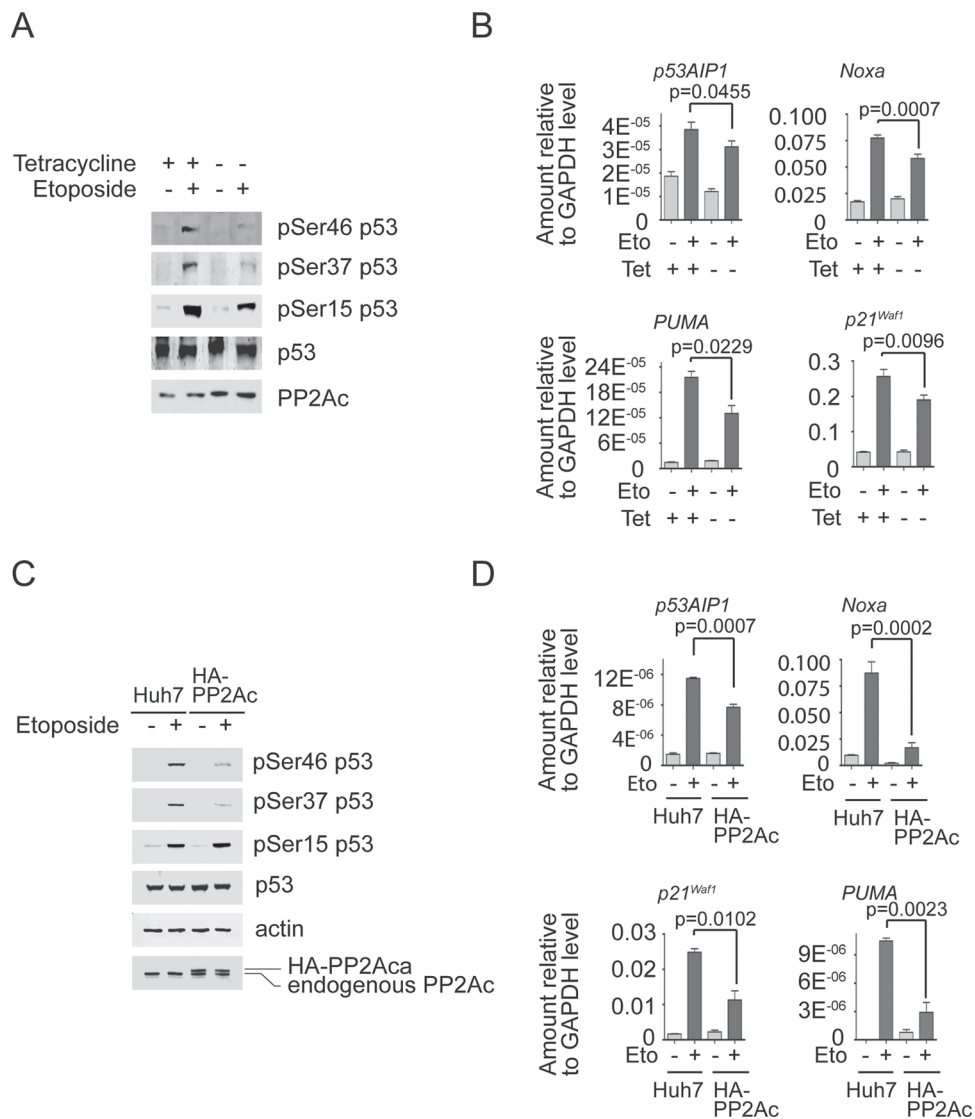 A
Tetracycline + + - -
Etoposide - + - +
pSer46 p53
pSer37 p53
pSer15 p53
p53
PP2Ac
B
Amount relative
to GAPDH level
p53AIP1
p=0.0455
4E-05
3E-05
2E-05
1E-05
0
Eto - + - +
Tet + + - -
Noxa
p=0.0007
0.100
0.075
0.050
0.025
0
- + - +
+ + - -
Amount relative
to GAPDH level
PUMA
p=0.0229
24E-05
18E-05
12E-05
6E-05
0
Eto - + - +
Tet + + - -
p21Waf1
p=0.0096
0.3
0.2
0.1
0
- + - +
+ + - -
C
Huh7
HA-
PP2Ac
Etoposide - + - +
pSer46 p53
pSer37 p53
pSer15 p53
p53
actin
HA-PP2Aca
endogenous PP2Ac
D
Amount relative
to GAPDH level
p53AIP1
p=0.0007
12E-06
8E-06
4E-06
0
Eto - + - +
Huh7
HA-
PP2Ac
Noxa
p=0.0002
0.100
0.075
0.050
0.025
0
- + - +
Huh7
HA-
PP2Ac
Amount relative
to GAPDH level
p21Waf1
p=0.0102
0.03
0.02
0.01
0
Eto - + - +
Huh7
HA-
PP2Ac
PUMA
p=0.0023
9E-06
6E-06
3E-06
0
- + - +
Huh7
HA-
PP2Ac